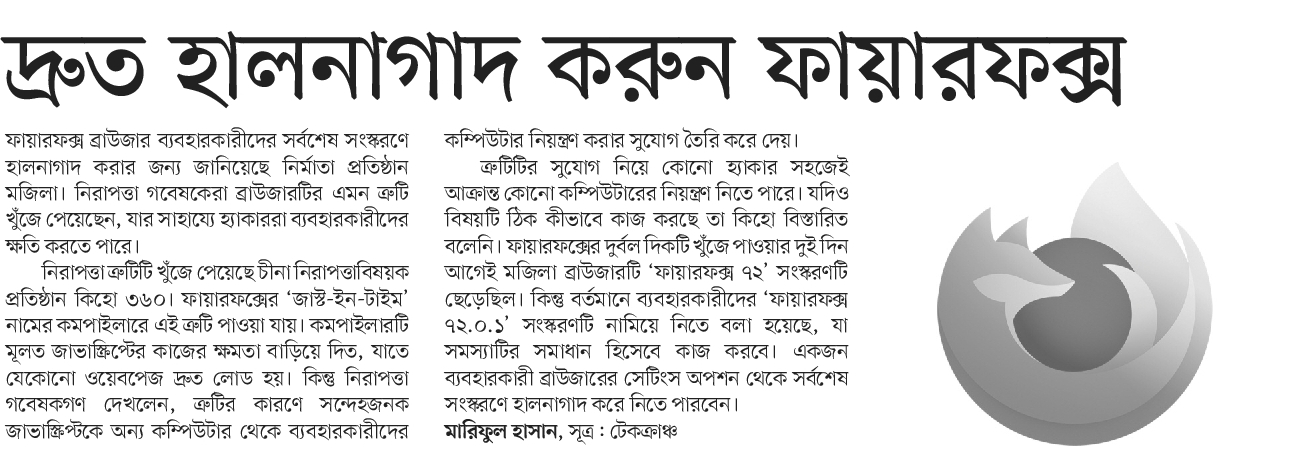 দ্রুত হালনাগাদ করুন ফায়ারফক্স
ফায়ারফক্স ব্রাউজার ব্যবহারকারীদের সর্বশেষ সংস্করণে
হালনাগাদ করার জন্য জানিয়েছে নির্মাতা প্রতিষ্ঠান
মজিলা। নিরাপত্তা গবেষকেরা ব্রাউজারটির এমন ত্রুটি
খুঁজে পেয়েছেন, যার সাহায্যে হ্যাকাররা ব্যবহারকারীদের
ক্ষতি করতে পারে।
নিরাপত্তা ত্রুটিটি খুঁজে পেয়েছে চীনা নিরাপত্তাবিষয়ক
প্রতিষ্ঠান কিহো ৩৬০। ফায়ারফক্সের ‘জাস্ট-ইন-টাইম’
নামের কমপাইলারে এই ত্রুটি পাওয়া যায়। কমপাইলারটি
মূলত জাভাস্ক্রিপ্টের কাজের ক্ষমতা বাড়িয়ে দিত, যাতে
যেকোনো ওয়েবপেজ দ্রুত লোড হয়। কিন্তু নিরাপত্তা
গবেষকগণ দেখলেন, ত্রুটির কারণে সন্দেহজনক
জাভাস্ক্রিপ্টকে অন্য কম্পিউটার থেকে ব্যবহারকারীদের
কম্পিউটার নিয়ন্ত্রণ করার সুযোগ তৈরি করে দেয়।
ত্রুটিটির সুযোগ নিয়ে কোনো হ্যাকার সহজেই
আক্রান্ত কোনো কম্পিউটারের নিয়ন্ত্রণ নিতে পারে। যদিও
বিষয়টি ঠিক কীভাবে কাজ করছে তা কিহো বিস্তারিত
বলেনি। ফায়ারফক্সের দুর্বল দিকটি খুঁজে পাওয়ার দুই দিন
আগেই মজিলা ব্রাউজারটি ‘ফায়ারফক্স ৭২’ সংস্করণটি
ছেড়েছিল। কিন্তু বর্তমানে ব্যবহারকারীদের ‘ফায়ারফক্স
৭২.০.১’ সংস্করণটি নামিয়ে নিতে বলা হয়েছে, যা
সমস্যাটির সমাধান হিসেবে কাজ করবে। একজন
ব্যবহারকারী ব্রাউজারের সেটিংস অপশন থেকে সর্বশেষ
সংস্করণে হালনাগাদ করে নিতে পারবেন।
মারিফুল হাসান, সূত্র : টেকক্রাঞ্চ